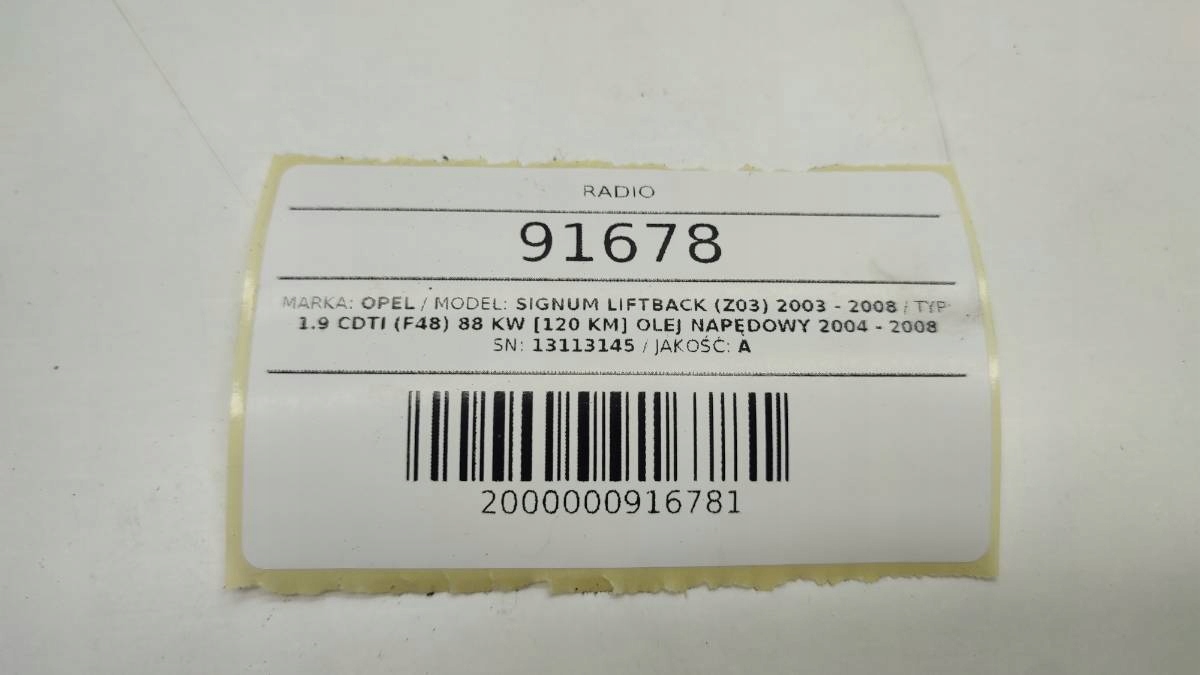 RADIO
91678
MARKA: OPEL / MODEL: SIGNUM LIFTBACK (Z03) 2003 - 2008 / TYP:
1.9 CDTI (F48) 88 KW [120 KM] OLEJ NAPĘDOWY 2004 - 2008
SN: 13113145 / JAKOŚĆ: A
2000000916781